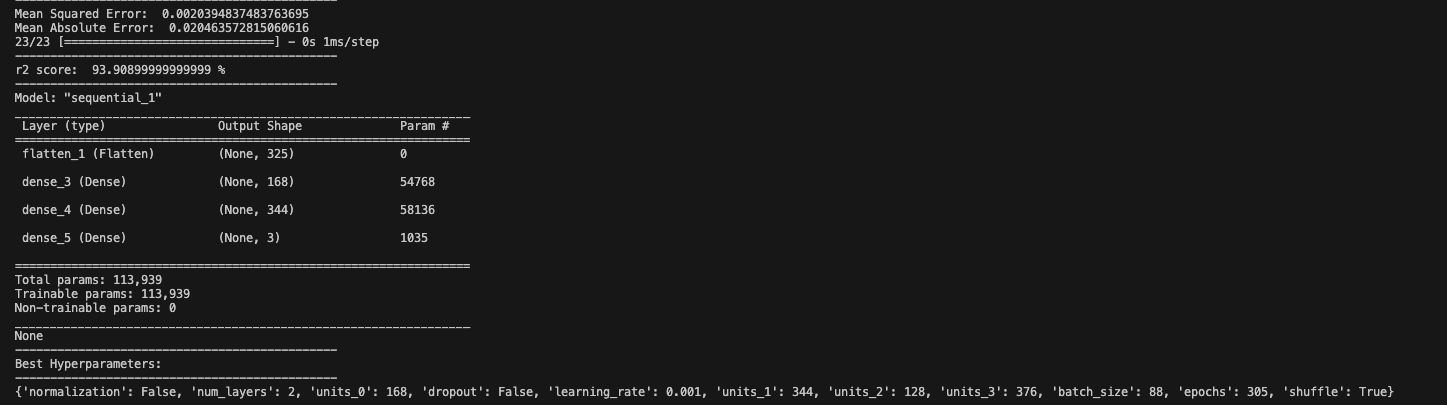 Mean Squared Error:  0.0020394837483763695
Mean Absolute Error:  0.020463572815060616
23/23 [==============================] - 0s 1ms/step
----------------------------------------------
r2 score:  93.90899999999999 %
----------------------------------------------
Model: "sequential_1"
_________________________________________________________________
 Layer (type)                Output Shape              Param #
=================================================================
 flatten_1 (Flatten)         (None, 325)               0
 dense_3 (Dense)             (None, 168)               54768
 dense_4 (Dense)             (None, 344)               58136
 dense_5 (Dense)             (None, 3)                 1035
=================================================================
Total params: 113,939
Trainable params: 113,939
Non-trainable params: 0
_________________________________________________________________
None
----------------------------------------------
Best Hyperparameters:
----------------------------------------------
{'normalization': False, 'num_layers': 2, 'units_0': 168, 'dropout': False, 'learning_rate': 0.001, 'units_1': 344, 'units_2': 128, 'units_3': 376, 'batch_size': 88, 'epochs': 305, 'shuffle': True}